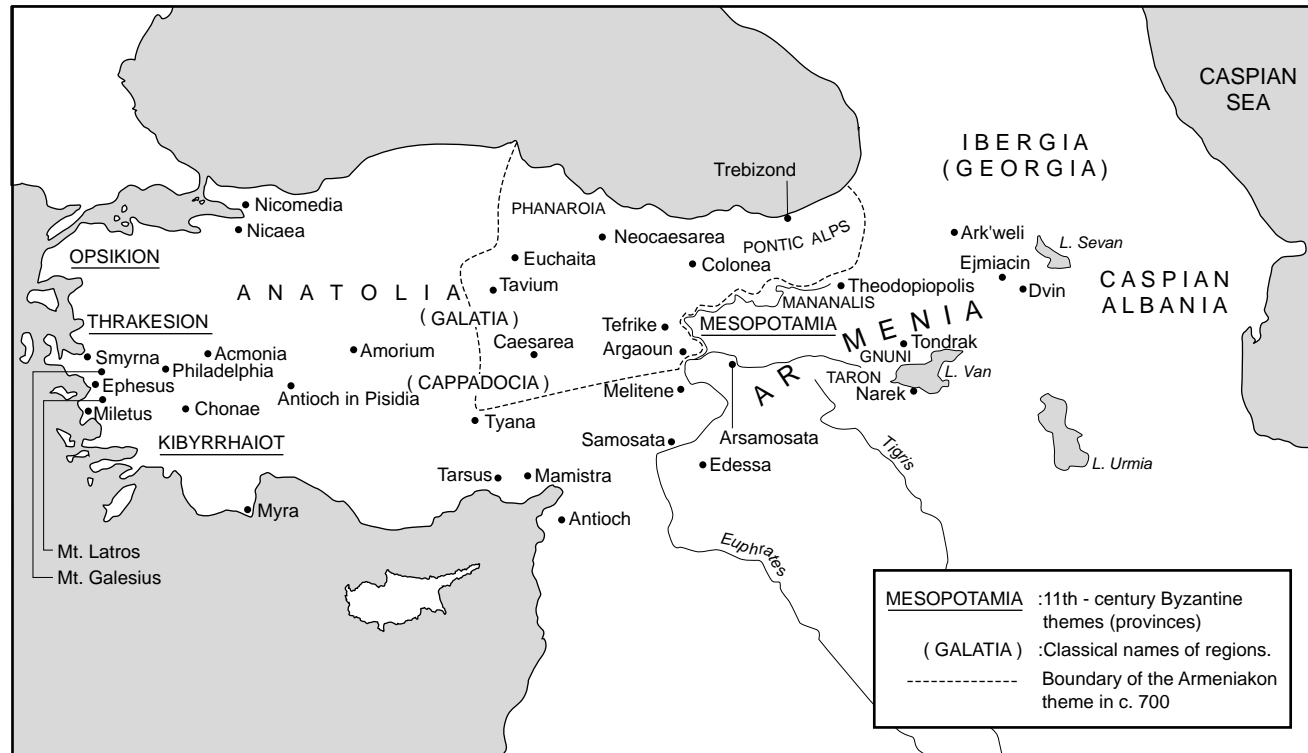 CASPIAN
SEA
IBERGIA
(GEORGIA)
Trebizond
Nicomedia
PHANAROIA
Nicaea
Neocaesarea
PONTIC ALPS
Ark'weli
L. Sevan
OPSIKION
Euchaita
Colonea
Ejmiacin
CASPIAN
ALBANIA
ANATOLIA
Tavium
Theodopiopolis
Dvin
MANANALIS
(GALATIA)
THRAKESION
Tefrike
MESOPOTAMIA
ARMENIA
Tondrak
Smyrna
Acmonia
Amorium
Caesarea
Argaoun
GNUNI
Philadelphia
L. Van
Ephesus
(CAPPADOCIA)
TARON
Antioch in Pisidia
Melitene
Narek
Miletus
Chonae
Tyana
KIBYRRHAIOT
Samosata
Arsamosata
Tigris
Edessa
L. Urmia
Tarsus
Mamistra
Myra
Antioch
Euphrates
Mt. Latros
Mt. Galesius
MESOPOTAMIA :11th - century Byzantine
themes (provinces)
(GALATIA) :Classical names of regions.
Boundary of the Armeniakon
theme in c. 700